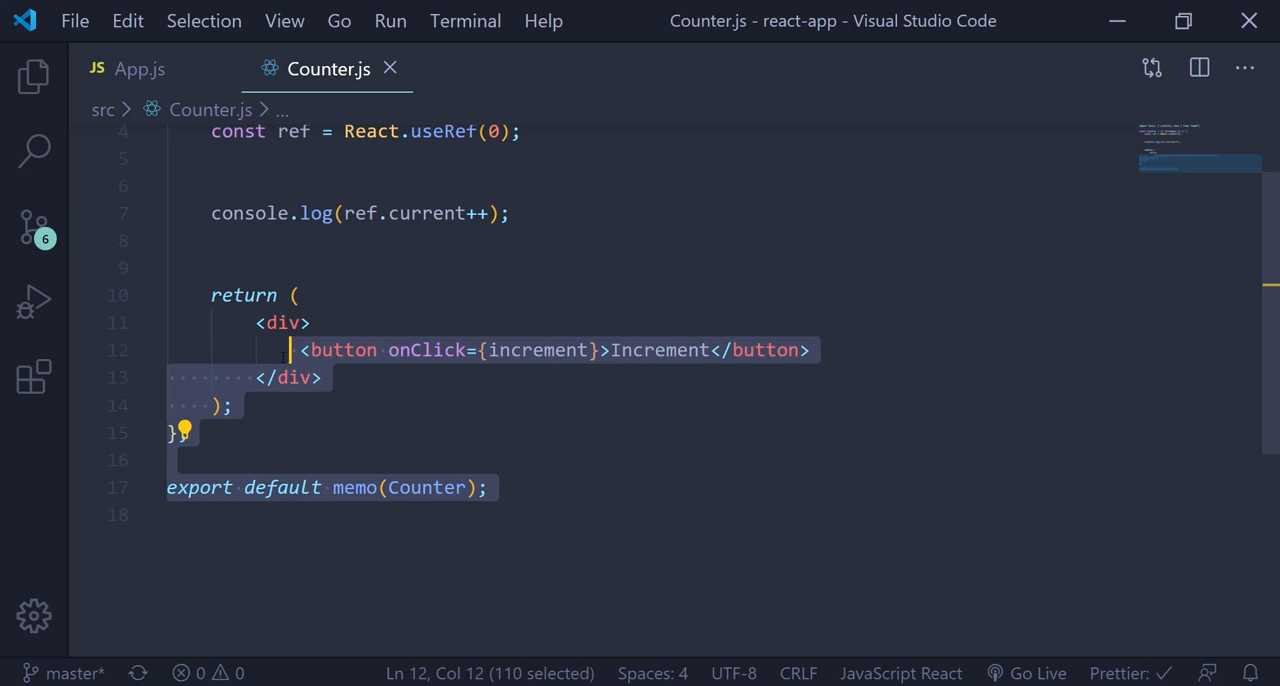 File Edit Selection View Go Run Terminal Help Counter.js - react-app - Visual Studio Code
JS App.js Counter.js
src > Counter.js > ...
4 const ref = React.useRef(0);
5
6
7 console.log(ref.current++);
8
9
10 return (
11 <div>
12 <button onClick={increment}>Increment</button>
13 </div>
14 );
15 };
16
17 export default memo(Counter);
18
6
master* 0 0 Ln 12, Col 12 (110 selected) Spaces: 4 UTF-8 CRLF JavaScript React Go Live Prettier: ✓